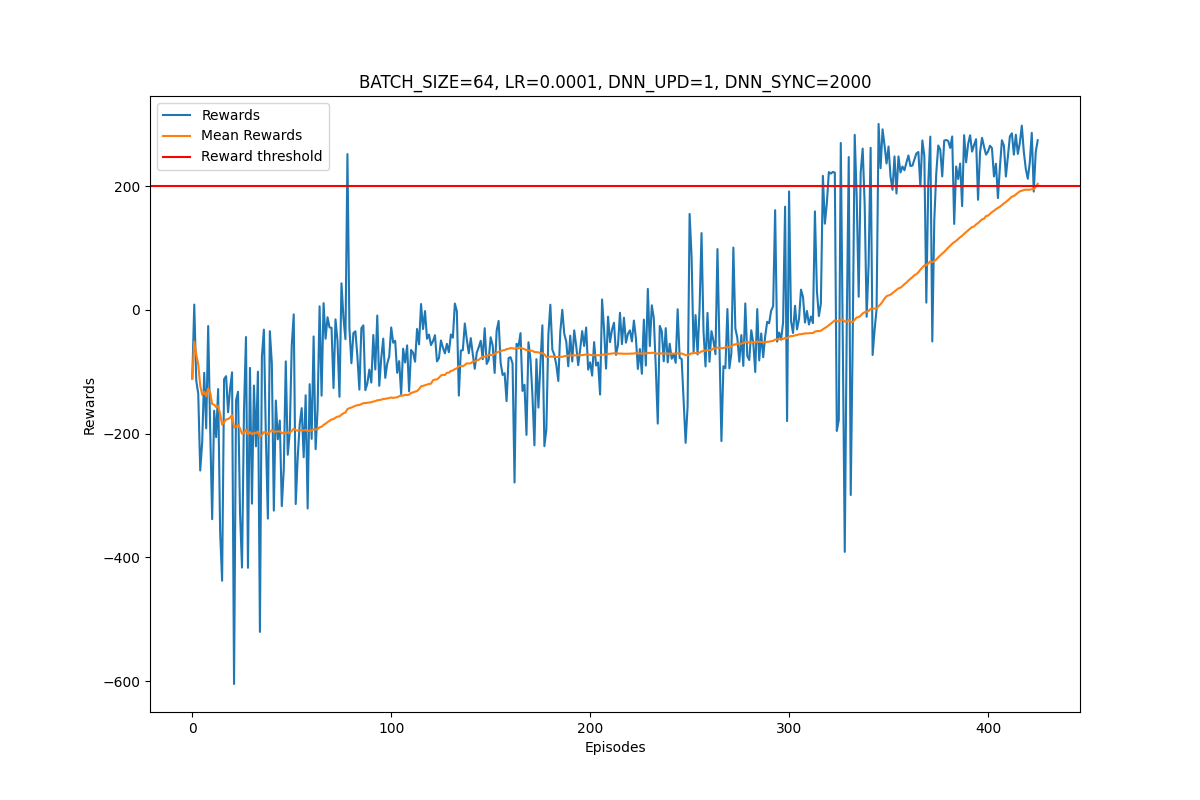 BATCH_SIZE=64, LR=0.0001, DNN_UPD=1, DNN_SYNC=2000
Rewards
Mean Rewards
Reward threshold
200
0
−200
−400
−600
Rewards
0
100
200
300
400
Episodes